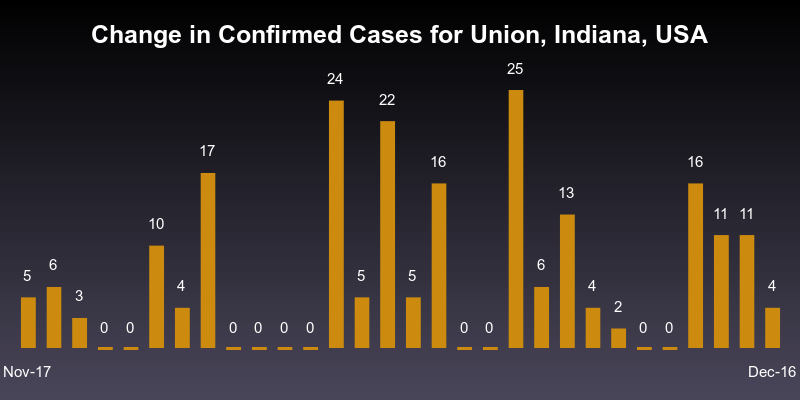 Change in Confirmed Cases for Union, Indiana, USA
5 6 3 0 0 10 4 17 0 0 0 0 24 5 22 5 16 0 0 25 6 13 4 2 0 0 16 11 11 4
Nov-17 Dec-16